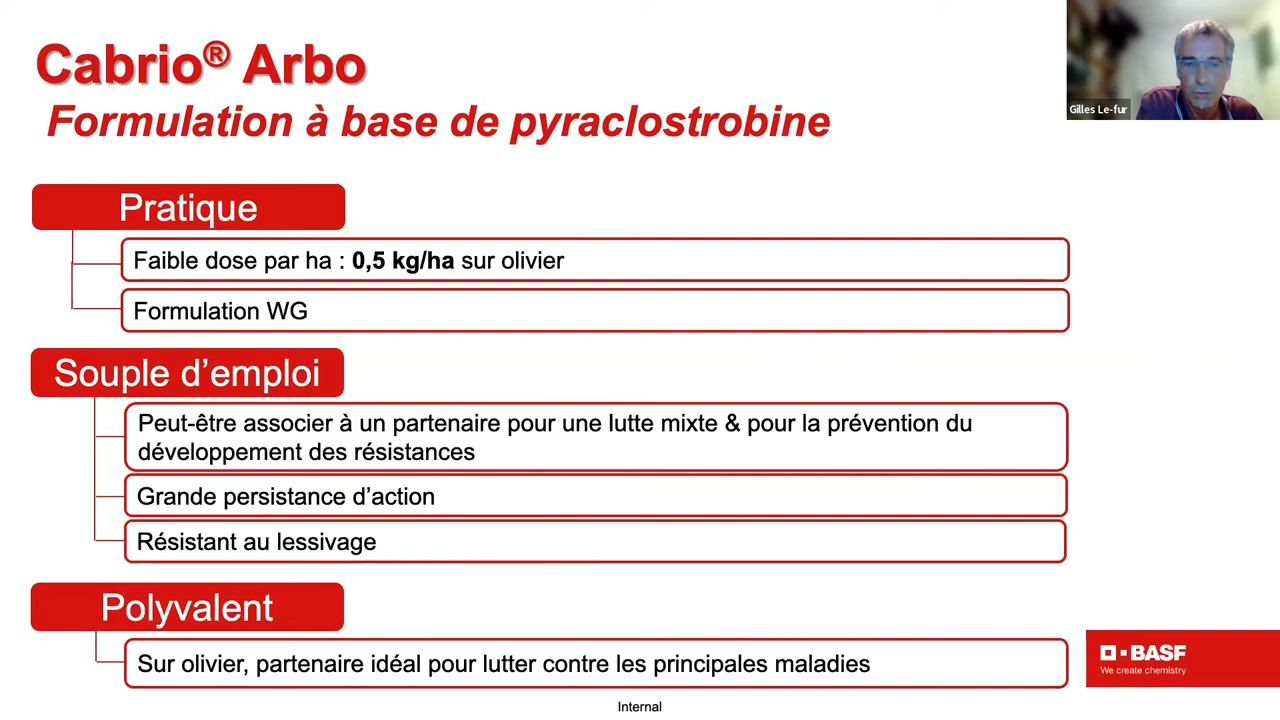 Cabrio® Arbo
Formulation à base de pyraclostrobine
Gilles Le-fur
Pratique
Faible dose par ha : 0,5 kg/ha sur olivier
Formulation WG
Souple d’emploi
Peut-être associer à un partenaire pour une lutte mixte & pour la prévention du
développement des résistances
Grande persistance d’action
Résistant au lessivage
Polyvalent
Sur olivier, partenaire idéal pour lutter contre les principales maladies
BASF
We create chemistry
Internal